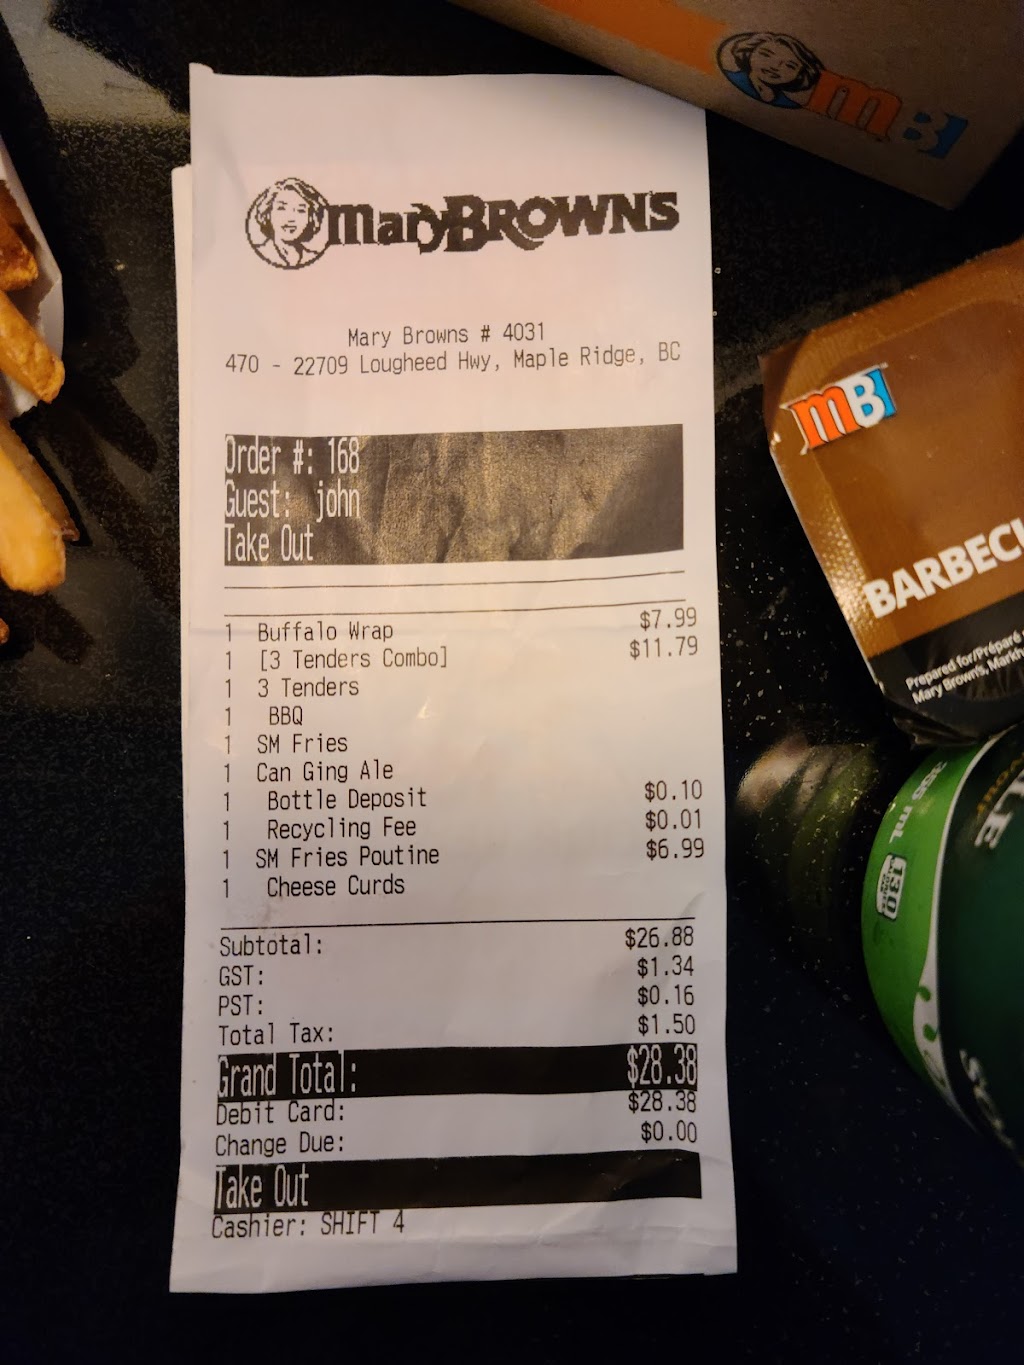 MB
MaryBROWN'S
Mary Browns # 4031
470 - 22709 Lougheed Hwy, Maple Ridge, BC
Order #: 168
Guest: john
Take Out
1 Buffalo Wrap $7.99
1 [3 Tenders Combo] $11.79
1 3 Tenders
1 BBQ
1 SM Fries
1 Can Ging Ale
1 Bottle Deposit $0.10
1 Recycling Fee $0.01
1 SM Fries Poutine $6.99
1 Cheese Curds
Subtotal: $26.88
GST: $1.34
PST: $0.16
Total Tax: $1.50
Grand Total: $28.38
Debit Card: $28.38
Change Due: $0.00
Take Out
Cashier: SHIFT 4
MB
BARBECU
Prepared for/Préparé
Mary Brown's, Markh
355 mL
130